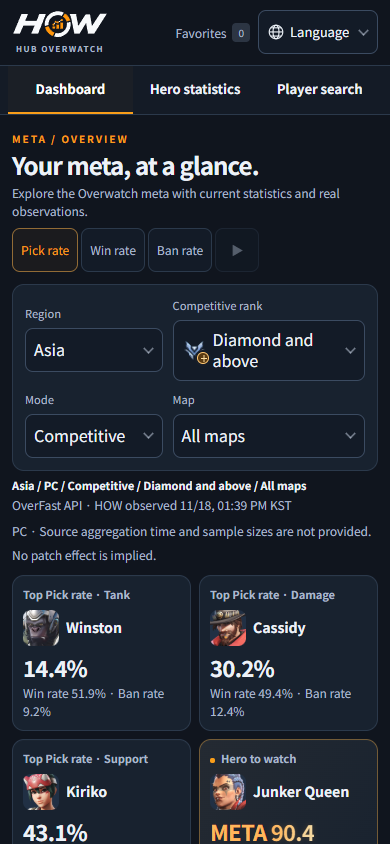 HOW
HUB OVERWATCH
Favorites 0
Language
Dashboard
Hero statistics
Player search
META / OVERVIEW
Your meta, at a glance.
Explore the Overwatch meta with current statistics and real
observations.
Pick rate
Win rate
Ban rate
Region
Competitive rank
Asia
Diamond and
above
Mode
Map
Competitive
All maps
Asia / PC / Competitive / Diamond and above / All maps
OverFast API · HOW observed 11/18, 01:39 PM KST
PC · Source aggregation time and sample sizes are not provided.
No patch effect is implied.
Top Pick rate · Tank
Winston
14.4%
Win rate 51.9% · Ban rate
9.2%
Top Pick rate · Damage
Cassidy
30.2%
Win rate 49.4% · Ban rate
12.4%
Top Pick rate · Support
Kiriko
43.1%
Hero to watch
Junker Queen
META 90.4